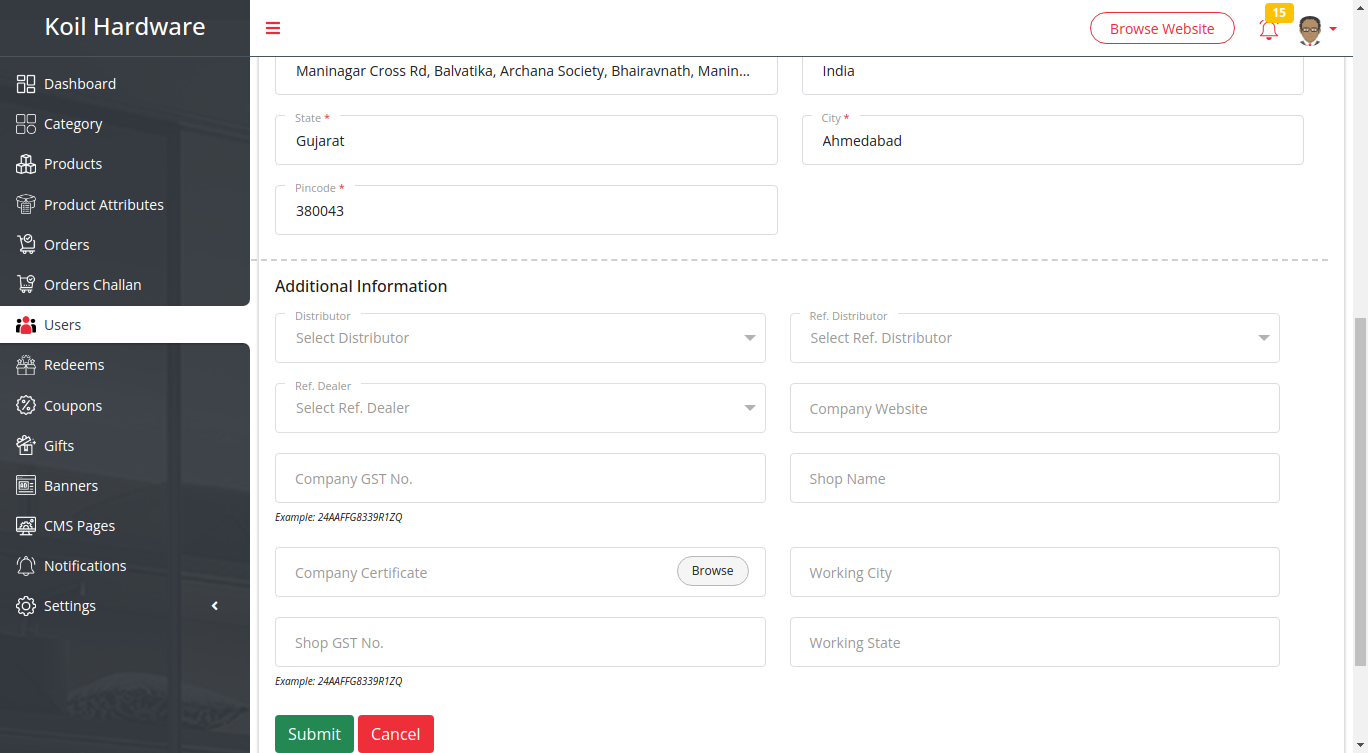 Koil Hardware
Browse Website
15
Dashboard
Category
Products
Product Attributes
Orders
Orders Challan
Users
Redeems
Coupons
Gifts
Banners
CMS Pages
Notifications
Settings
Maninagar Cross Rd, Balvatika, Archana Society, Bhairavnath, Manin...
India
State *
Gujarat
City *
Ahmedabad
Pincode *
380043
Additional Information
Distributor
Select Distributor
Ref. Distributor
Select Ref. Distributor
Ref. Dealer
Select Ref. Dealer
Company Website
Company GST No.
Shop Name
Example: 24AAFFG8339R1ZQ
Company Certificate
Browse
Working City
Shop GST No.
Working State
Example: 24AAFFG8339R1ZQ
Submit
Cancel